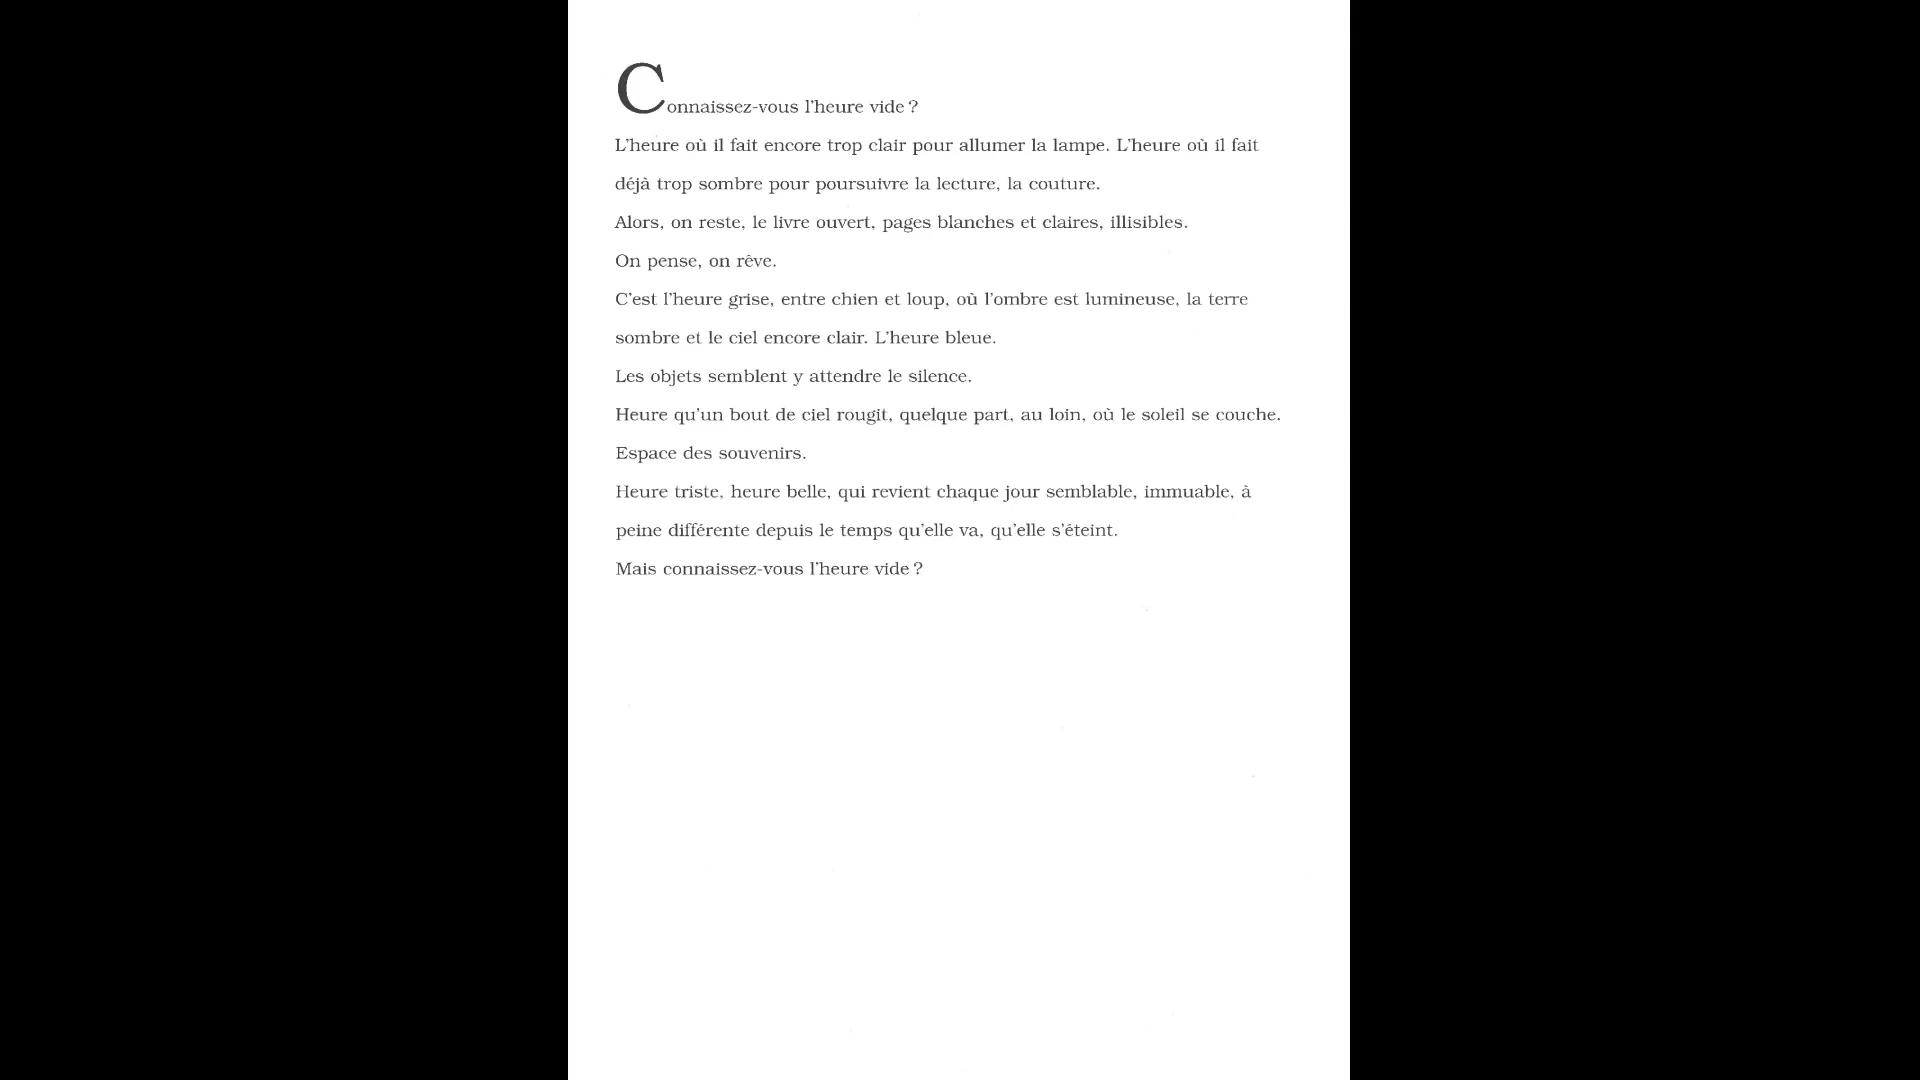 Connaissez-vous l'heure vide ?
L'heure où il fait encore trop clair pour allumer la lampe. L'heure où il fait
déjà trop sombre pour poursuivre la lecture, la couture.
Alors, on reste, le livre ouvert, pages blanches et claires, illisibles.
On pense, on rêve.
C'est l'heure grise, entre chien et loup, où l'ombre est lumineuse, la terre
sombre et le ciel encore clair. L'heure bleue.
Les objets semblent y attendre le silence.
Heure qu'un bout de ciel rougit, quelque part, au loin, où le soleil se couche.
Espace des souvenirs.
Heure triste, heure belle, qui revient chaque jour semblable, immuable, à
peine différente depuis le temps qu'elle va, qu'elle s'éteint.
Mais connaissez-vous l'heure vide ?